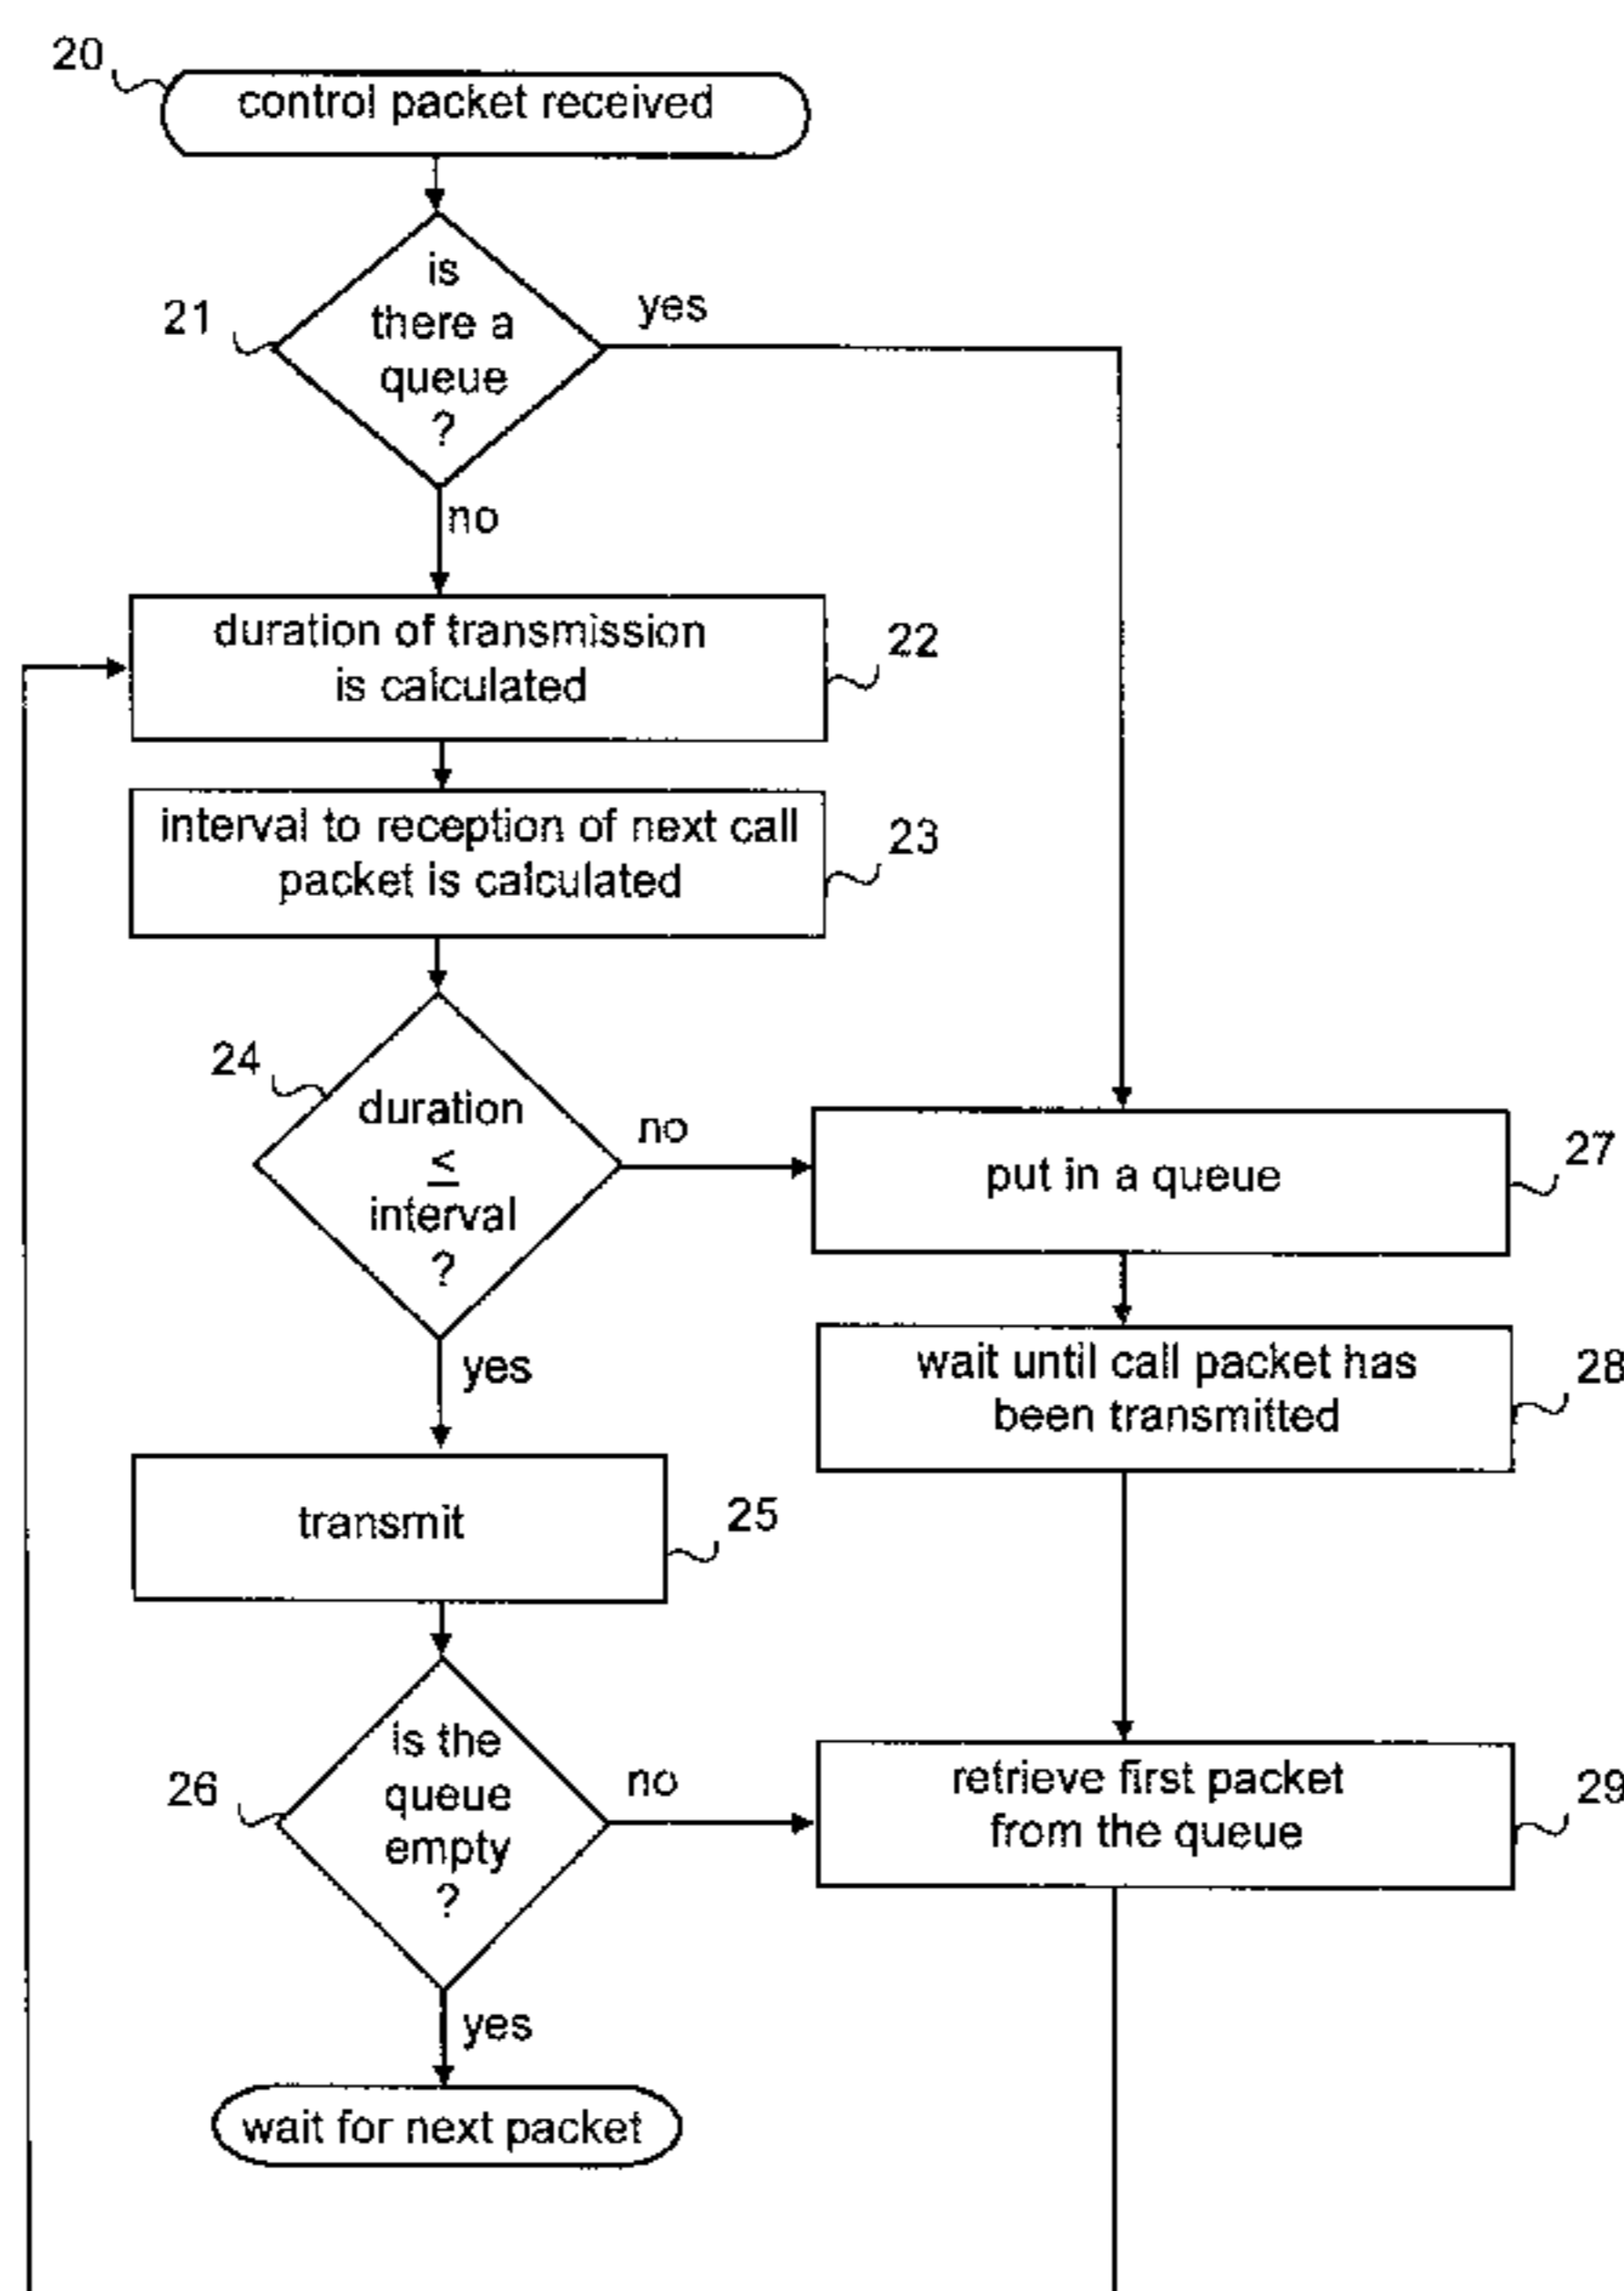 20
control packet received
21
is
there a
queue
?
yes
no
duration of transmission
is calculated
22
interval to reception of next call
packet is calculated
23
24
duration
≤
interval
?
no
yes
put in a queue
27
wait until call packet has
been transmitted
28
transmit
25
26
is the
queue
empty
?
no
yes
retrieve first packet
from the queue
29
wait for next packet